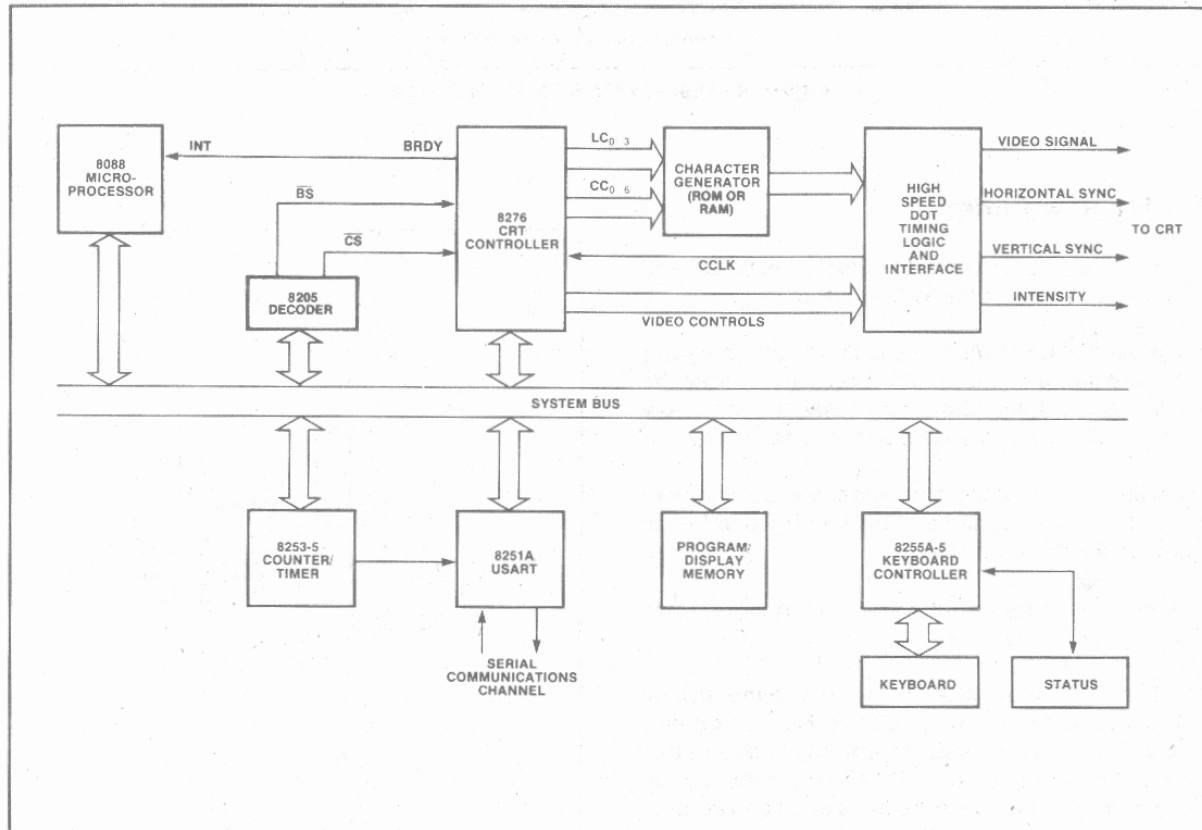 8088
MICRO-
PROCESSOR
INT
BRDY
BS
CS
8205
DECODER
8276
CRT
CONTROLLER
LC0 3
CC0 6
CHARACTER
GENERATOR
(ROM OR
RAM)
CCLK
VIDEO CONTROLS
HIGH
SPEED
DOT
TIMING
LOGIC
AND
INTERFACE
VIDEO SIGNAL
HORIZONTAL SYNC
TO CRT
VERTICAL SYNC
INTENSITY
SYSTEM BUS
8253-5
COUNTER/
TIMER
8251A
USART
SERIAL
COMMUNICATIONS
CHANNEL
PROGRAM/
DISPLAY
MEMORY
8255A-5
KEYBOARD
CONTROLLER
KEYBOARD
STATUS